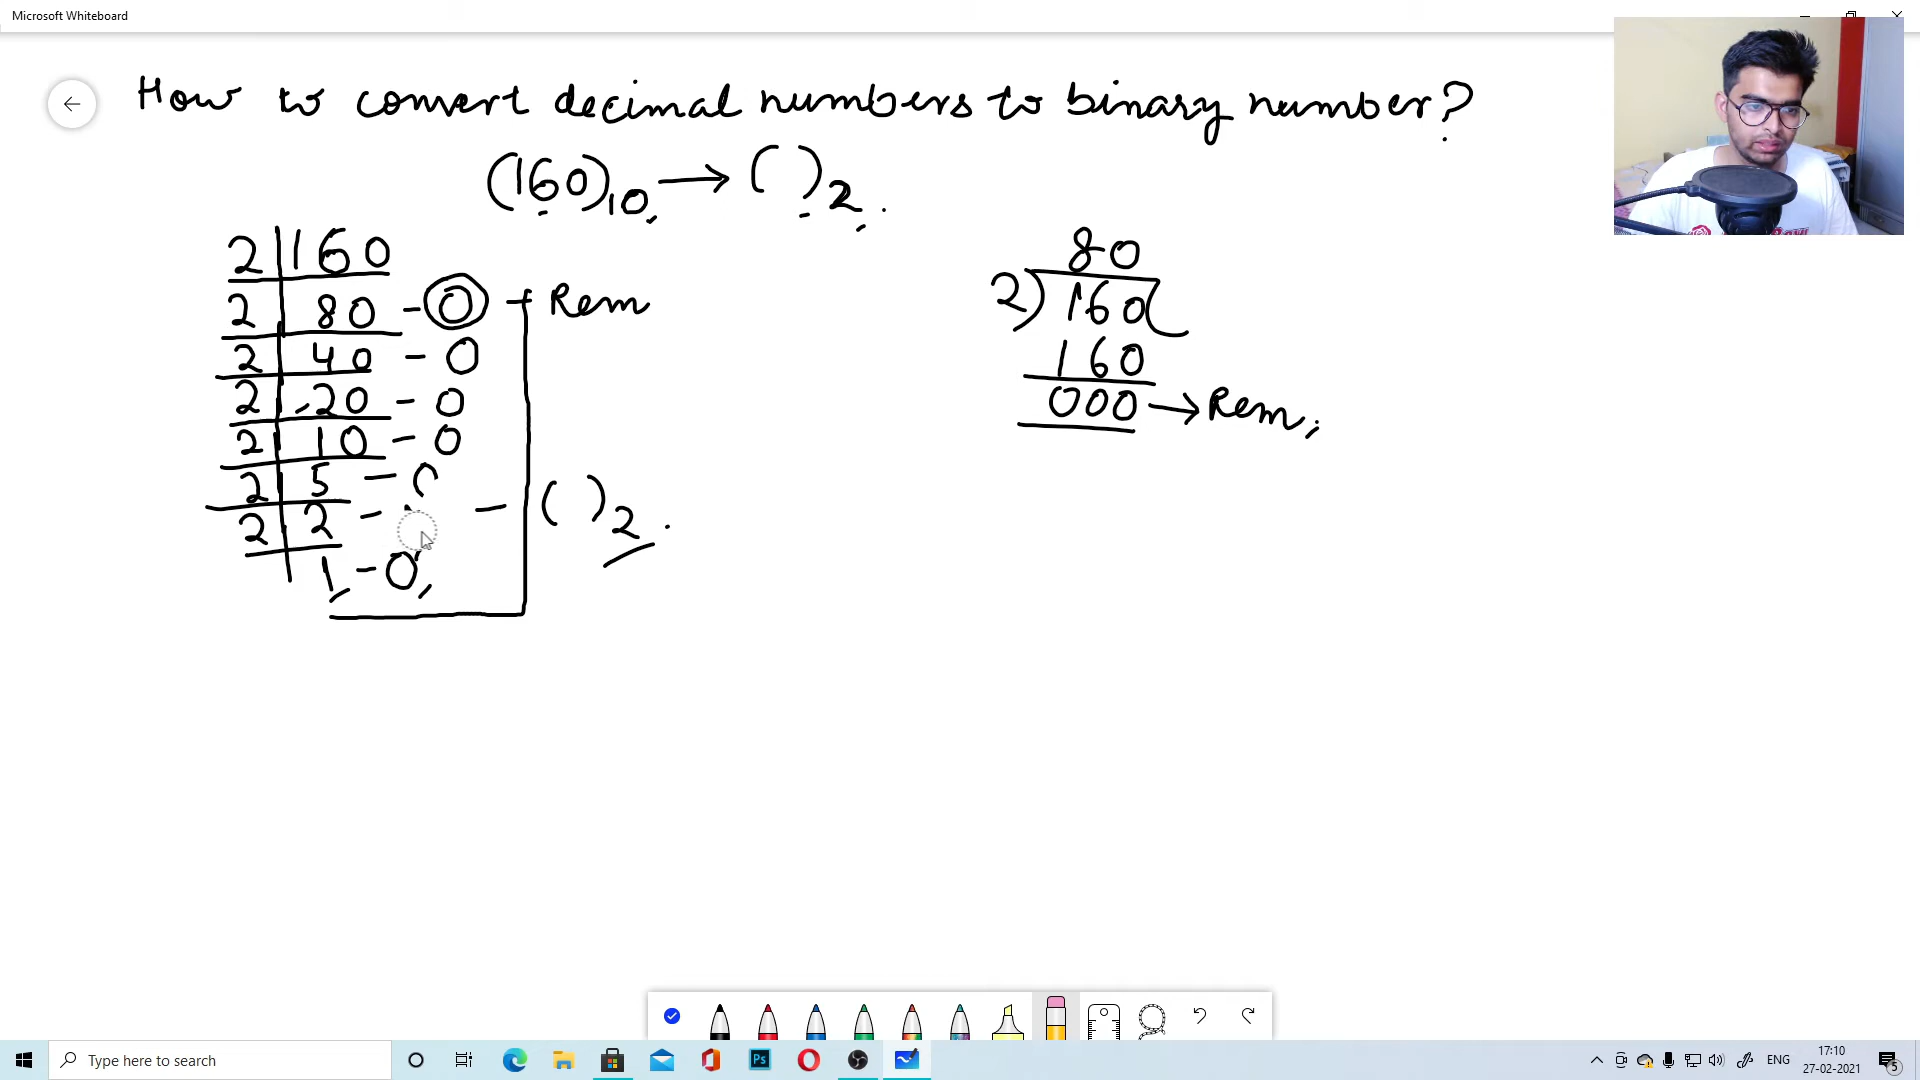 Microsoft Whiteboard
How to convert decimal numbers to binary number?
(160)10, → ( )2.
2 160
2 80 - 0 Rem
2 40 - 0
2 20 - 0
2 10 - 0
2 5 - 0
2 2 - - ( )2.
1 - 0,
80
2)160(
160
000 → Rem,
Type here to search
Ps
ENG
17:10
27-02-2021
5